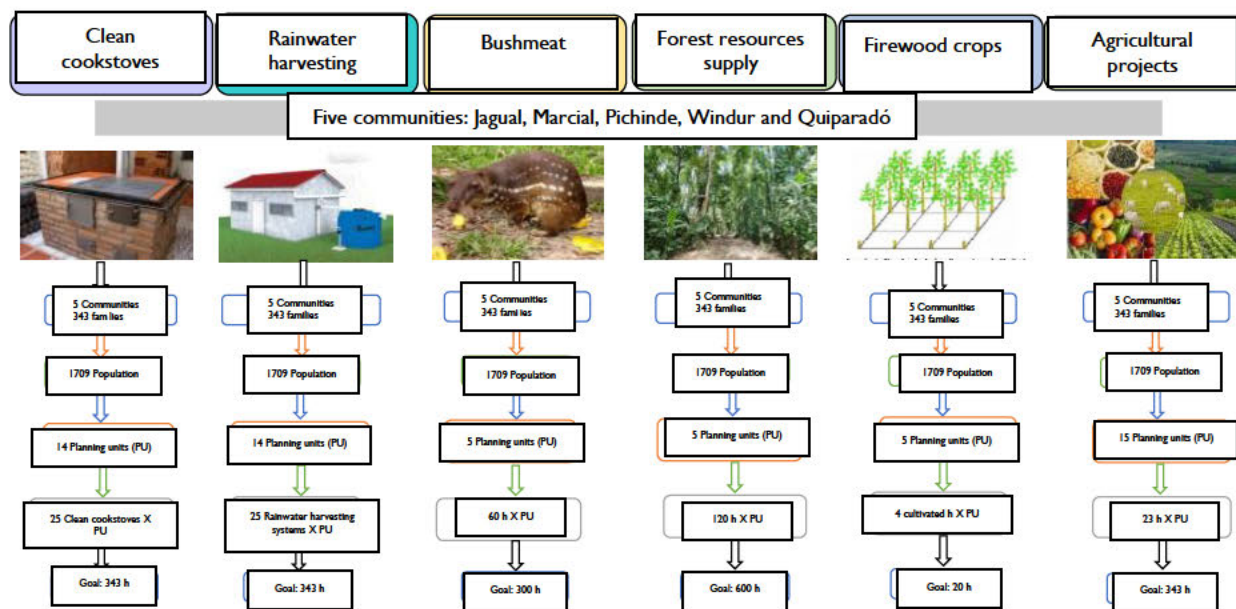 Clean
cookstoves
Rainwater
harvesting
Bushmeat
Forest resources
supply
Firewood crops
Agricultural
projects
Five communities: Jagual, Marcial, Pichinde, Windur and Quiparadó
5 Communities
343 families
5 Communities
343 families
5 Communities
343 families
5 Communities
343 families
5 Communities
343 families
5 Communities
343 families
1709 Population
1709 Population
1709 Population
1709 Population
1709 Population
1709 Population
14 Planning units (PU)
14 Planning units (PU)
5 Planning units (PU)
5 Planning units (PU)
5 Planning units (PU)
15 Planning units (PU)
25 Clean cookstoves X
PU
25 Rainwater harvesting
systems X PU
60 h X PU
120 h X PU
4 cultivated h X PU
23 h X PU
Goal: 343 h
Goal: 343 h
Goal: 300 h
Goal: 600 h
Goal: 20 h
Goal: 343 h